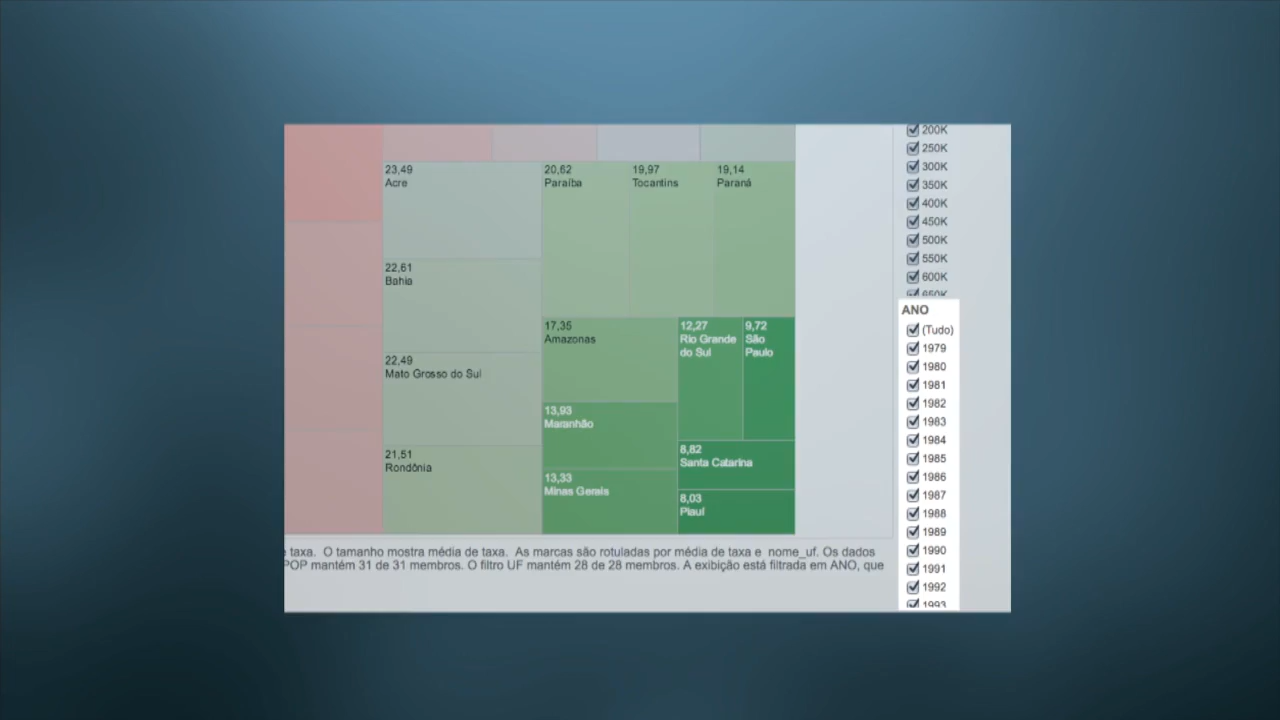 23,49
Acre
20,62
Paraíba
19,97
Tocantins
19,14
Paraná
22,61
Bahia
22,49
Mato Grosso do Sul
21,51
Rondônia
17,35
Amazonas
13,93
Maranhão
13,33
Minas Gerais
12,27
Rio Grande
do Sul
9,72
São
Paulo
8,82
Santa Catarina
8,03
Piauí
taxa. O tamanho mostra média de taxa. As marcas são rotuladas por média de taxa e nome_uf. Os dados
POP mantém 31 de 31 membros. O filtro UF mantém 28 de 28 membros. A exibição está filtrada em ANO, que
200K
250K
300K
350K
400K
450K
500K
550K
600K
650K
ANO
(Tudo)
1979
1980
1981
1982
1983
1984
1985
1986
1987
1988
1989
1990
1991
1992
1993